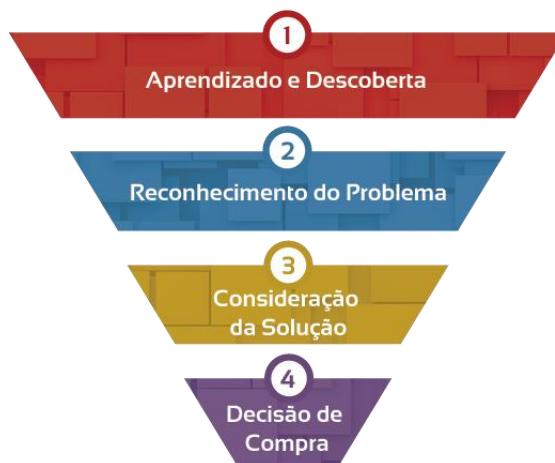 1
Aprendizado e Descoberta
2
Reconhecimento do Problema
3
Consideração
da Solução
4
Decisão de
Compra